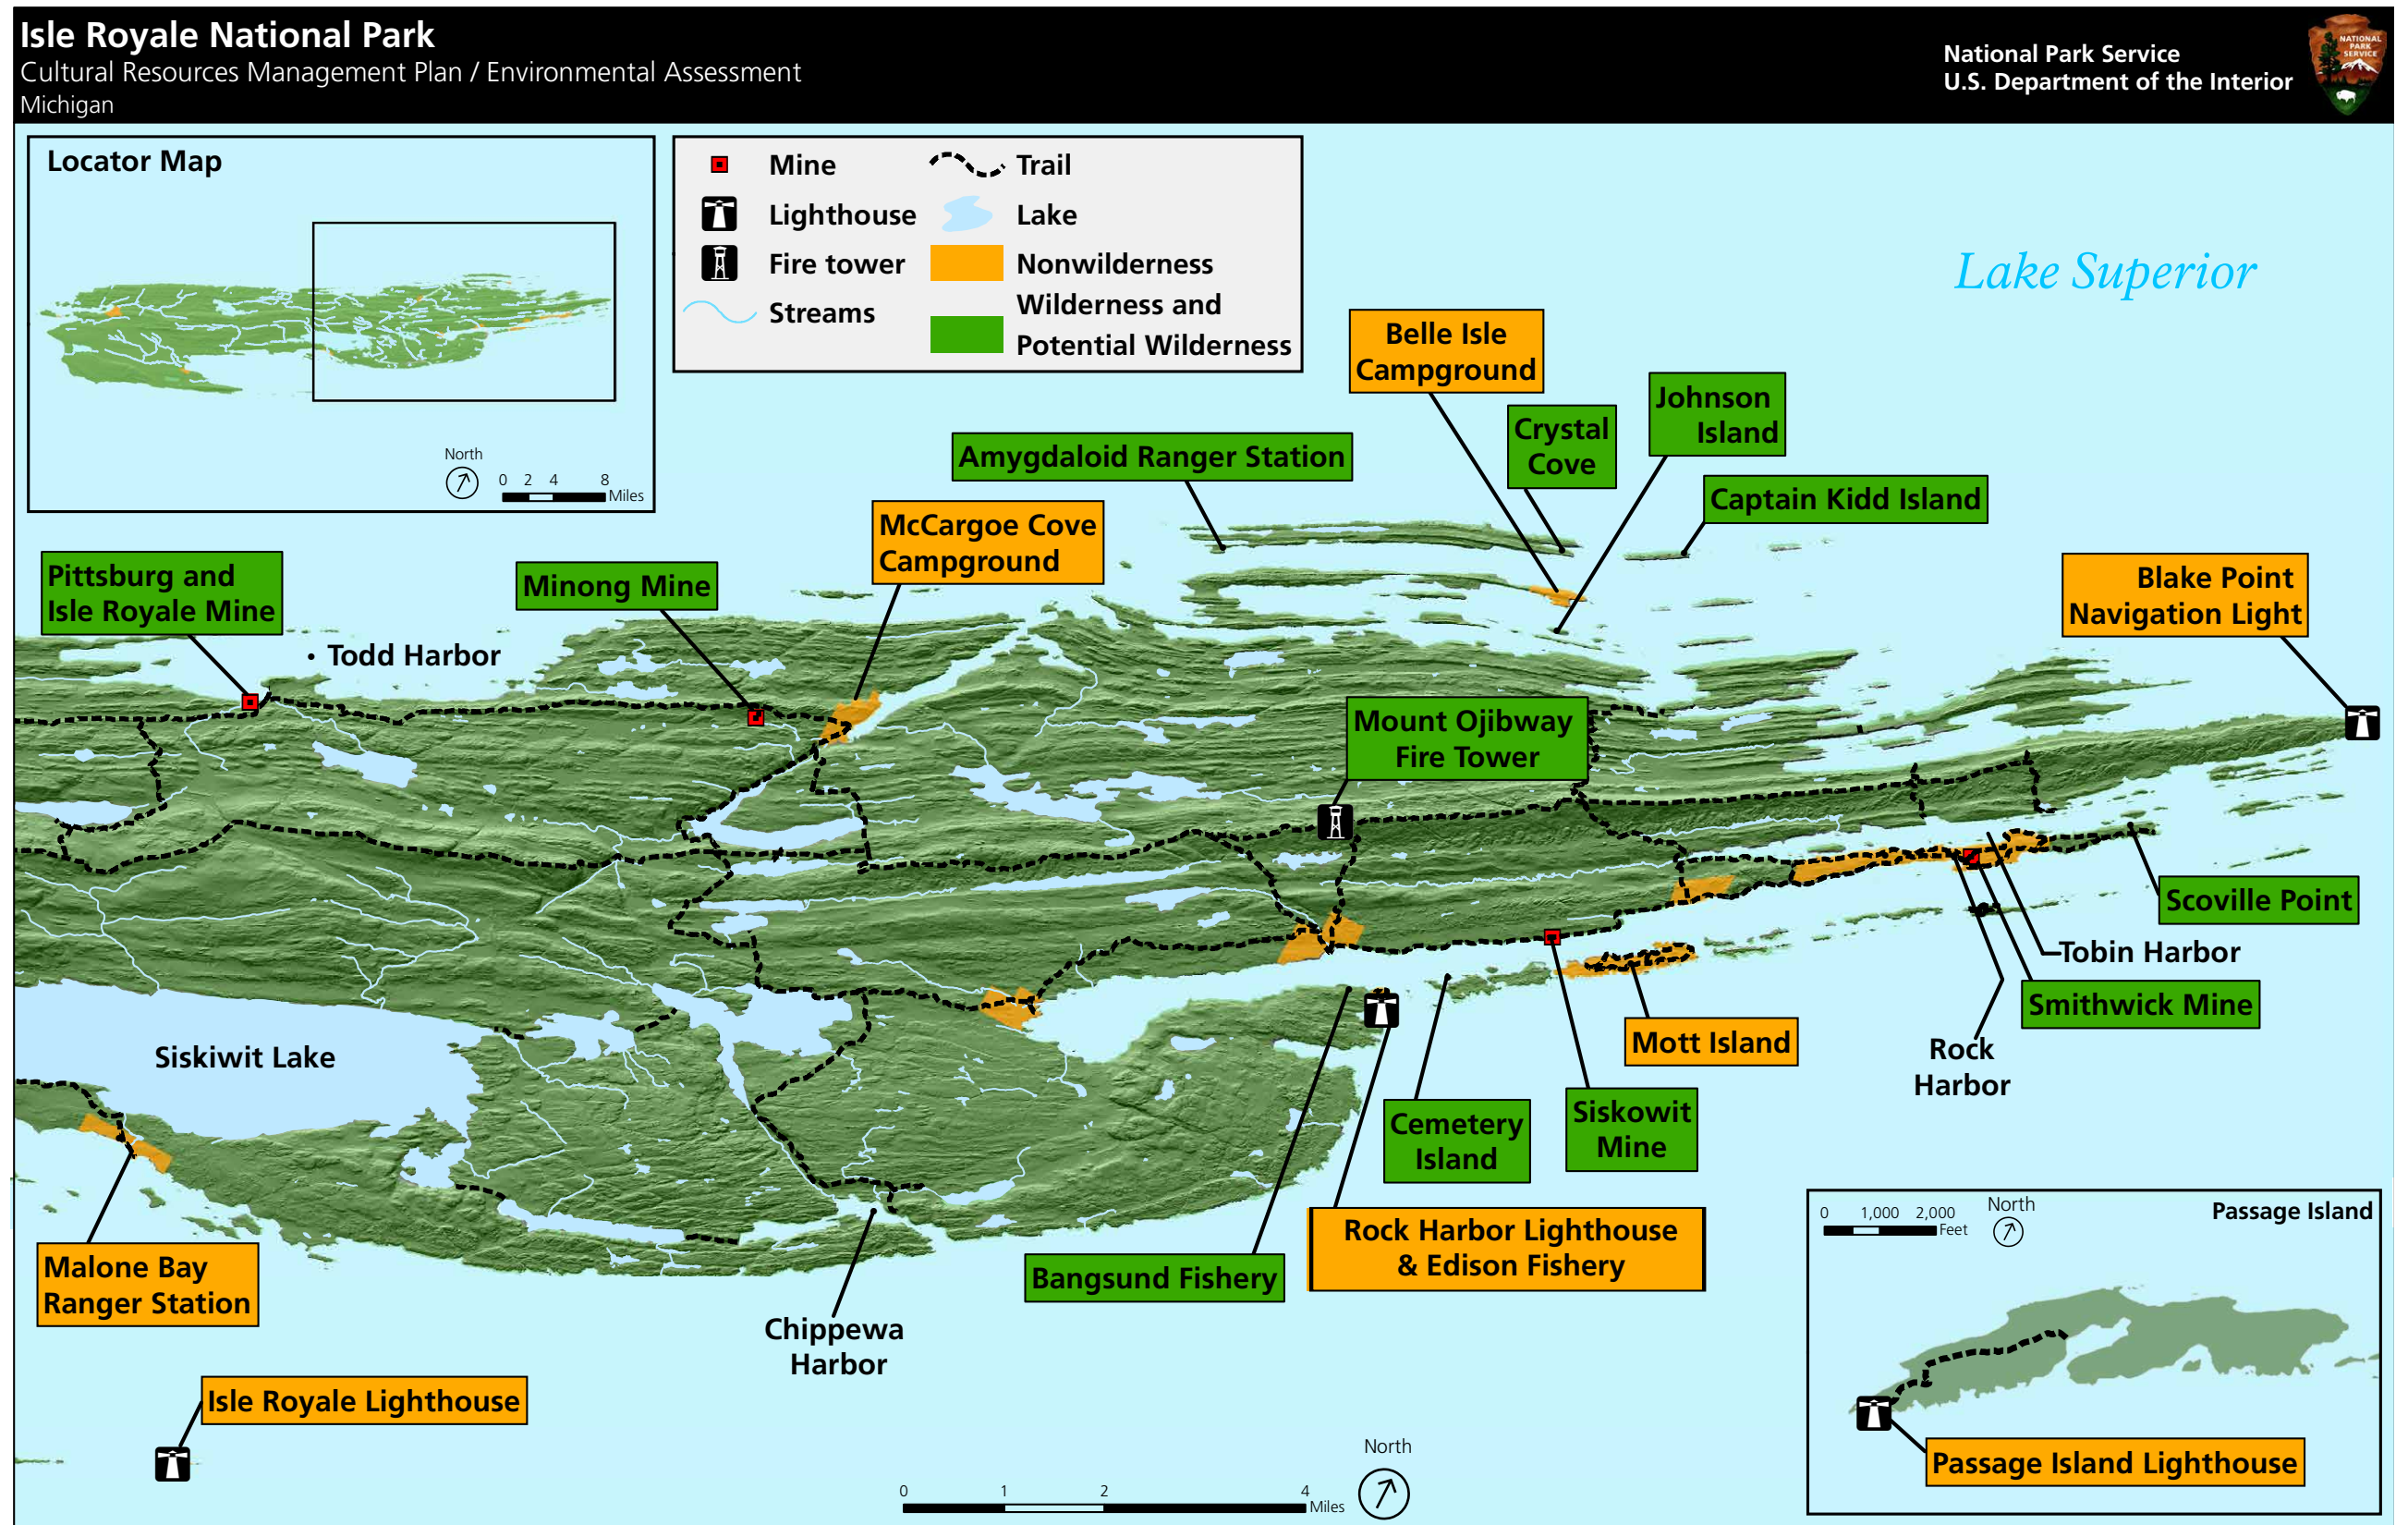 Isle Royale National Park
Cultural Resources Management Plan / Environmental Assessment
Michigan
National Park Service
U.S. Department of the Interior
NATIONAL
PARK
SERVICE
Locator Map
North
0 2 4 8
Miles
Mine
Lighthouse
Fire tower
Streams
Trail
Lake
Nonwilderness
Wilderness and
Potential Wilderness
Lake Superior
Belle Isle
Campground
Crystal
Cove
Johnson
Island
Amygdaloid Ranger Station
Captain Kidd Island
McCargoe Cove
Campground
Pittsburg and
Isle Royale Mine
Minong Mine
Blake Point
Navigation Light
Todd Harbor
Mount Ojibway
Fire Tower
Scoville Point
Tobin Harbor
Smithwick Mine
Rock
Harbor
Mott Island
Siskiwit Lake
Cemetery
Island
Siskowit
Mine
Rock Harbor Lighthouse
& Edison Fishery
Bangsund Fishery
Malone Bay
Ranger Station
Chippewa
Harbor
Isle Royale Lighthouse
0 1 2 4
Miles
North
0 1,000 2,000
Feet
North
Passage Island
Passage Island Lighthouse